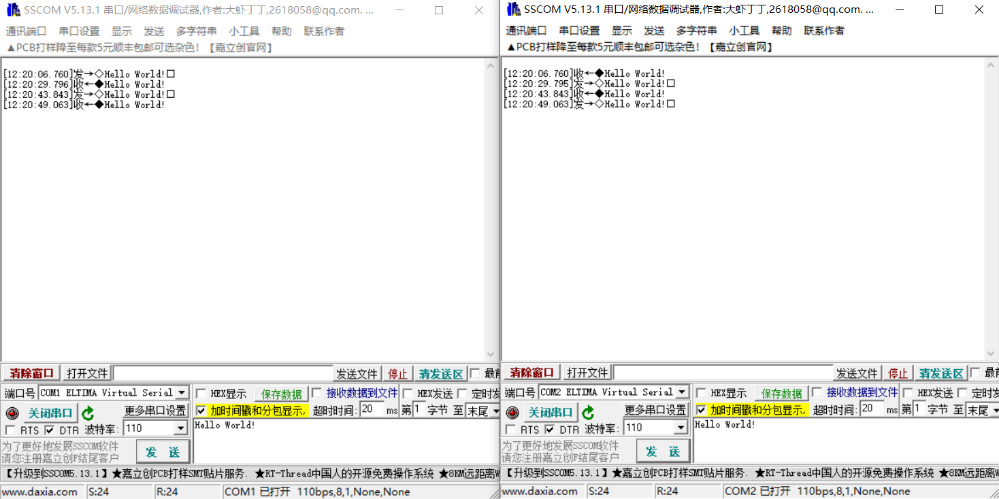 SSCOM V5.13.1 串口/网络数据调试器,作者:大虾丁丁,2618058@qq.com. ...
通讯端口 串口设置 显示 发送 多字符串 小工具 帮助 联系作者
▲PCB打样降至每款5元顺丰包邮可选杂色！【嘉立创官网】
[12:20:06.760]发→◇Hello World!□
[12:20:29.796]收←◆Hello World!
[12:20:43.843]发→◇Hello World!□
[12:20:49.063]收←◆Hello World!
清除窗口 打开文件 发送文件 停止 清发送区 最前
端口号 COM1 ELTIMA Virtual Serial HEX显示 保存数据 接收数据到文件 HEX发送 定时发
关闭串口 更多串口设置 加时间戳和分包显示, 超时时间: 20 ms 第 1 字节 至 末尾
RTS DTR 波特率: 110 Hello World!
为了更好地发展SSCOM软件
请您注册嘉立创F结尾客户
发 送
【升级到SSCOM5.13.1】★嘉立创PCB打样SMT贴片服务. ★RT-Thread中国人的开源免费操作系统 ★8KM远距离W
www.daxia.com S:24 R:24 COM1 已打开 110bps,8,1,None,None
SSCOM V5.13.1 串口/网络数据调试器,作者:大虾丁丁,2618058@qq.com. ...
通讯端口 串口设置 显示 发送 多字符串 小工具 帮助 联系作者
▲PCB打样降至每款5元顺丰包邮可选杂色！【嘉立创官网】
[12:20:06.760]收←◆Hello World!
[12:20:29.795]发→◇Hello World!□
[12:20:43.843]收←◆Hello World!
[12:20:49.063]发→◇Hello World!□
清除窗口 打开文件 发送文件 停止 清发送区 最前
端口号 COM2 ELTIMA Virtual Serial HEX显示 保存数据 接收数据到文件 HEX发送 定时发
关闭串口 更多串口设置 加时间戳和分包显示, 超时时间: 20 ms 第 1 字节 至 末尾
RTS DTR 波特率: 110 Hello World!
为了更好地发展SSCOM软件
请您注册嘉立创F结尾客户
发 送
【升级到SSCOM5.13.1】★嘉立创PCB打样SMT贴片服务. ★RT-Thread中国人的开源免费操作系统 ★8KM远距离W
www.daxia.com S:24 R:24 COM2 已打开 110bps,8,1,None,None